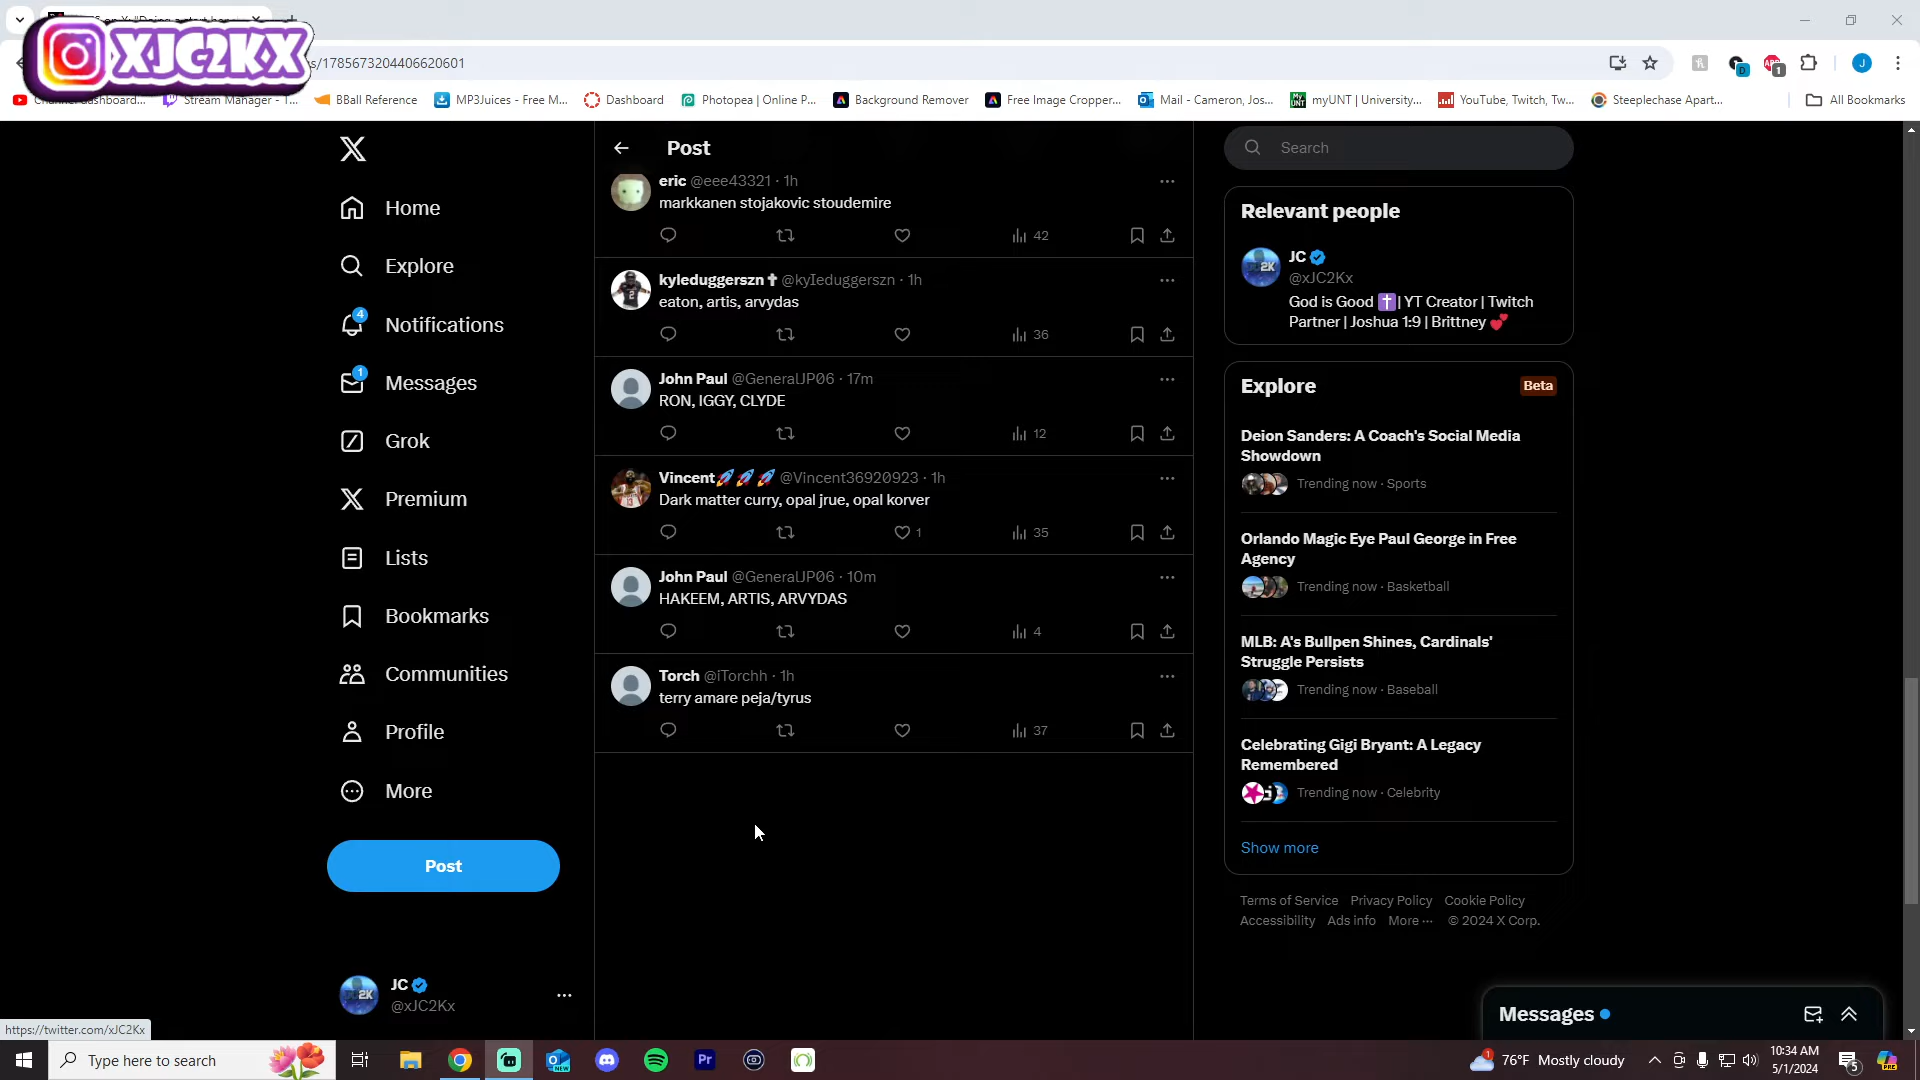 XJC2KX
/1785673204406620601
Stream Manager - T...
BBall Reference
MP3Juices - Free M...
Dashboard
Photopea | Online P...
Background Remover
Free Image Cropper...
Mail - Cameron, Jos...
myUNT | University...
YouTube, Twitch, Tw...
Steeplechase Apart...
All Bookmarks
Home
Explore
4
Notifications
1
Messages
Grok
Premium
Lists
Bookmarks
Communities
Profile
More
Post
JC
@xJC2Kx
Post
eric @eee43321 · 1h
markkanen stojakovic stoudemire
42
kyleduggerszn✝ @kyIeduggerszn · 1h
eaton, artis, arvydas
36
John Paul @GeneralJP06 · 17m
RON, IGGY, CLYDE
12
Vincent🚀🚀🚀 @Vincent36920923 · 1h
Dark matter curry, opal jrue, opal korver
1
35
John Paul @GeneralJP06 · 10m
HAKEEM, ARTIS, ARVYDAS
4
Torch @iTorchh · 1h
terry amare peja/tyrus
37
Search
Relevant people
JC
@xJC2Kx
God is Good ✝️| YT Creator | Twitch
Partner | Joshua 1:9 | Brittney 💕
Explore
Beta
Deion Sanders: A Coach's Social Media
Showdown
Trending now · Sports
Orlando Magic Eye Paul George in Free
Agency
Trending now · Basketball
MLB: A's Bullpen Shines, Cardinals'
Struggle Persists
Trending now · Baseball
Celebrating Gigi Bryant: A Legacy
Remembered
Trending now · Celebrity
Show more
Terms of Service Privacy Policy Cookie Policy
Accessibility Ads info More ··· © 2024 X Corp.
Messages
https://twitter.com/xJC2Kx
Type here to search
76°F Mostly cloudy
10:34 AM
5/1/2024
5